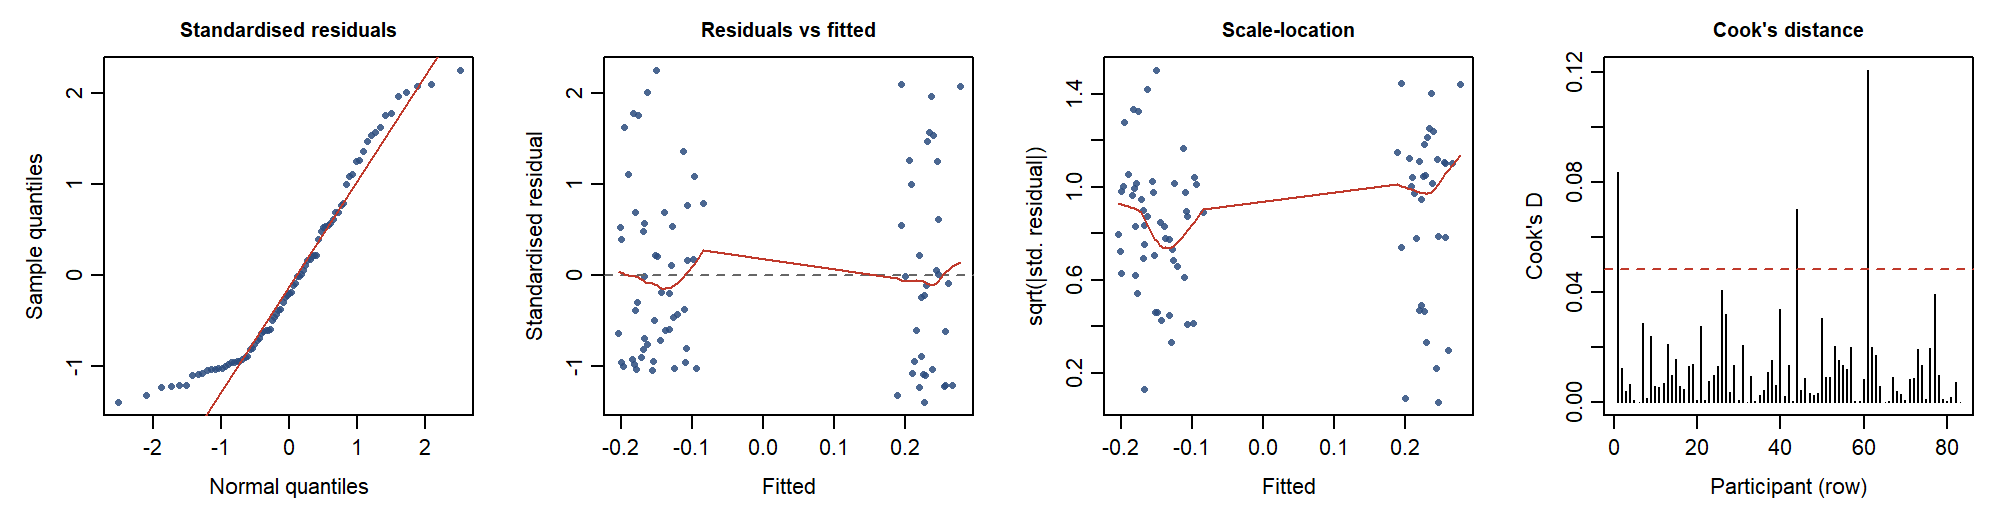 Standardised residuals
Sample quantiles
2
1
0
-1
-2 -1 0 1 2
Normal quantiles
Residuals vs fitted
Standardised residual
2
1
0
-1
-0.2 -0.1 0.0 0.1 0.2
Fitted
Scale-location
sqrt(|std. residual|)
1.4
1.0
0.6
0.2
-0.2 -0.1 0.0 0.1 0.2
Fitted
Cook's distance
Cook's D
0.12
0.08
0.04
0.00
0 20 40 60 80
Participant (row)